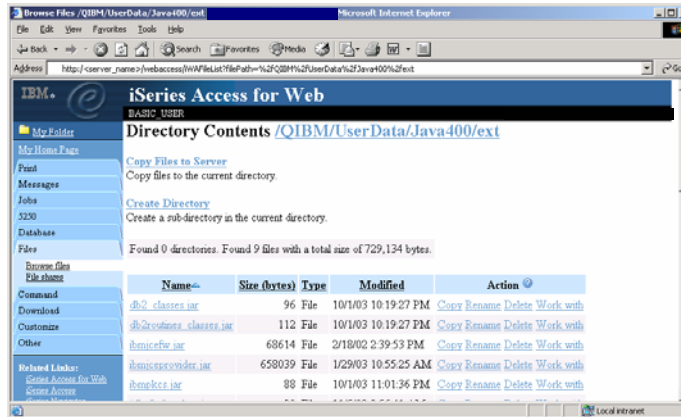 Browse Files /QIBM/UserData/Java400/ext Microsoft Internet Explorer
File Edit View Favorites Tools Help
Back Search Favorites Media
Address http://<server_name>/webaccess/iWAFileList?filePath=%2fQIBM%2fUserData%2fJava400%2fext Go
IBM. iSeries Access for Web
BASIC_USER
My Folder
My Home Page
Print
Messages
Jobs
5250
Database
Files
Browse files
File shares
Command
Download
Customize
Other
Related Links:
iSeries Access for Web
iSeries Access
Directory Contents /QIBM/UserData/Java400/ext
Copy Files to Server
Copy files to the current directory.
Create Directory
Create a sub-directory in the current directory.
Found 0 directories. Found 9 files with a total size of 729,134 bytes.
Name Size (bytes) Type Modified Action
db2_classes.jar 96 File 10/1/03 10:19:27 PM Copy Rename Delete Work with
db2routines_classes.jar 112 File 10/1/03 10:19:27 PM Copy Rename Delete Work with
ibmjcefw.jar 68614 File 2/18/02 2:39:53 PM Copy Rename Delete Work with
ibmjceprovider.jar 658039 File 1/29/03 10:55:25 AM Copy Rename Delete Work with
ibmpkcs.jar 88 File 10/1/03 11:01:36 PM Copy Rename Delete Work with
Local intranet